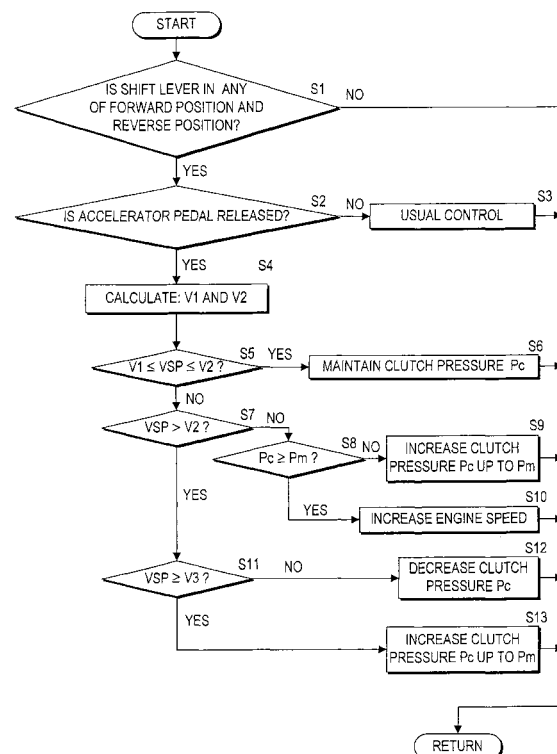 START
IS SHIFT LEVER IN ANY
OF FORWARD POSITION AND
REVERSE POSITION?
S1
NO
YES
IS ACCELERATOR PEDAL RELEASED?
S2
NO
USUAL CONTROL
S3
YES
S4
CALCULATE: V1 AND V2
V1 ≤ VSP ≤ V2 ?
S5
YES
MAINTAIN CLUTCH PRESSURE Pc
S6
NO
VSP > V2 ?
S7
NO
Pc ≥ Pm ?
S8
NO
INCREASE CLUTCH
PRESSURE Pc UP TO Pm
S9
YES
YES
INCREASE ENGINE SPEED
S10
VSP ≥ V3 ?
S11
NO
DECREASE CLUTCH
PRESSURE Pc
S12
YES
INCREASE CLUTCH
PRESSURE Pc UP TO Pm
S13
RETURN